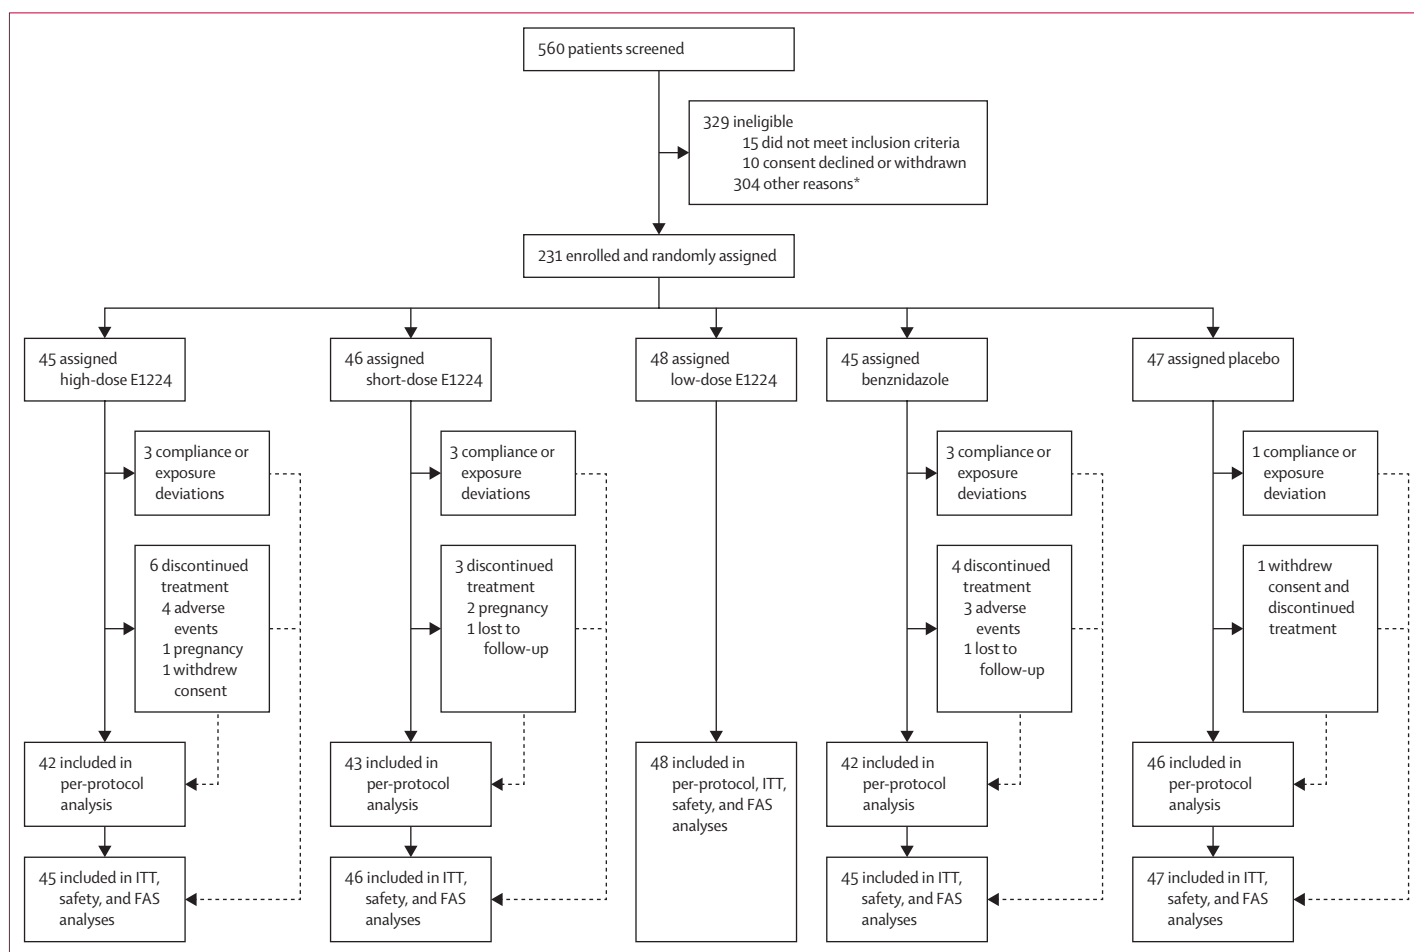 560 patients screened
329 ineligible
15 did not meet inclusion criteria
10 consent declined or withdrawn
304 other reasons*
231 enrolled and randomly assigned
45 assigned
high-dose E1224
46 assigned
short-dose E1224
48 assigned
low-dose E1224
45 assigned
benznidazole
47 assigned placebo
3 compliance or
exposure
deviations
3 compliance or
exposure
deviations
3 compliance or
exposure
deviations
1 compliance or
exposure
deviation
6 discontinued
treatment
4 adverse
events
1 pregnancy
1 withdrew
consent
3 discontinued
treatment
2 pregnancy
1 lost to
follow-up
4 discontinued
treatment
3 adverse
events
1 lost to
follow-up
1 withdrew
consent and
discontinued
treatment
42 included in
per-protocol
analysis
43 included in
per-protocol
analysis
48 included in
per-protocol, ITT,
safety, and FAS
analyses
42 included in
per-protocol
analysis
46 included in
per-protocol
analysis
45 included in ITT,
safety, and FAS
analyses
46 included in ITT,
safety, and FAS
analyses
45 included in ITT,
safety, and FAS
analyses
47 included in ITT,
safety, and FAS
analyses